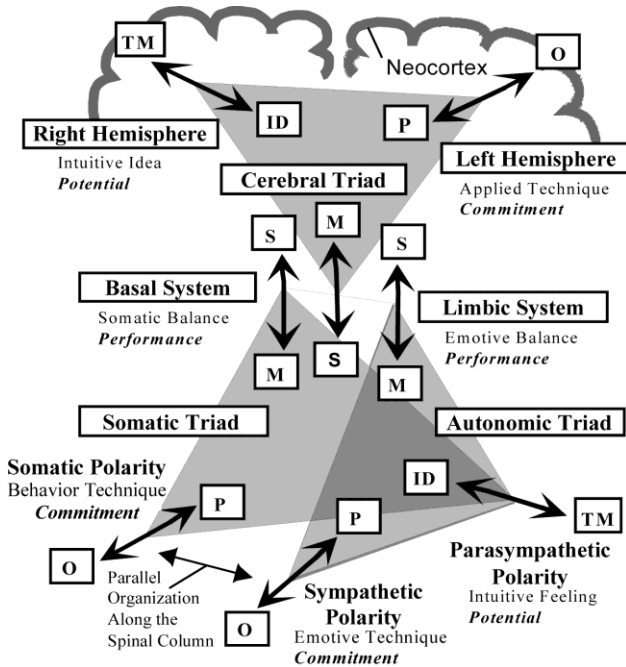 TM
O
Neocortex
ID
P
Right Hemisphere
Intuitive Idea
Potential
Left Hemisphere
Applied Technique
Commitment
Cerebral Triad
S
M
S
Basal System
Somatic Balance
Performance
Limbic System
Emotive Balance
Performance
M
S
M
Somatic Triad
Autonomic Triad
Somatic Polarity
Behavior Technique
Commitment
P
ID
P
TM
O
Parallel
Organization
Along the
Spinal Column
O
Sympathetic
Polarity
Emotive Technique
Commitment
Parasympathetic
Polarity
Intuitive Feeling
Potential